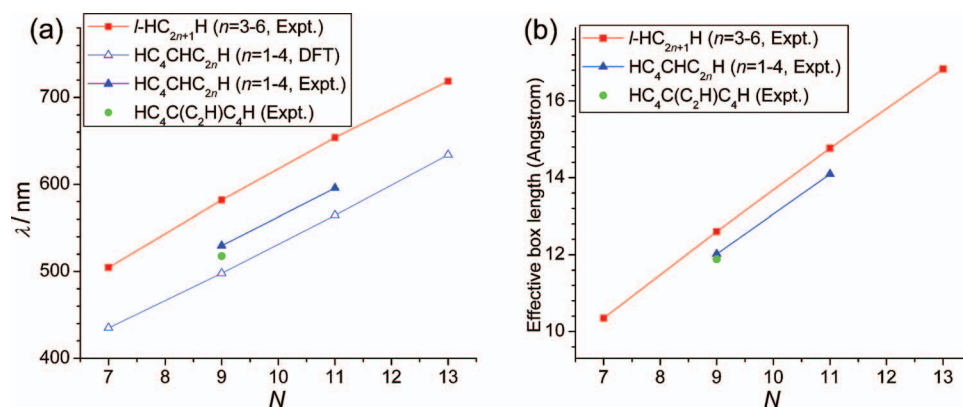 (a)
l-HC2n+1H (n=3-6, Expt.)
HC4CHC2nH (n=1-4, DFT)
HC4CHC2nH (n=1-4, Expt.)
HC4C(C2H)C4H (Expt.)
700
600
500
400
λ/ nm
7 8 9 10 11 12 13
N
(b)
l-HC2n+1H (n=3-6, Expt.)
HC4CHC2nH (n=1-4, Expt.)
HC4C(C2H)C4H (Expt.)
16
14
12
10
Effective box length (Angstrom)
7 8 9 10 11 12 13
N